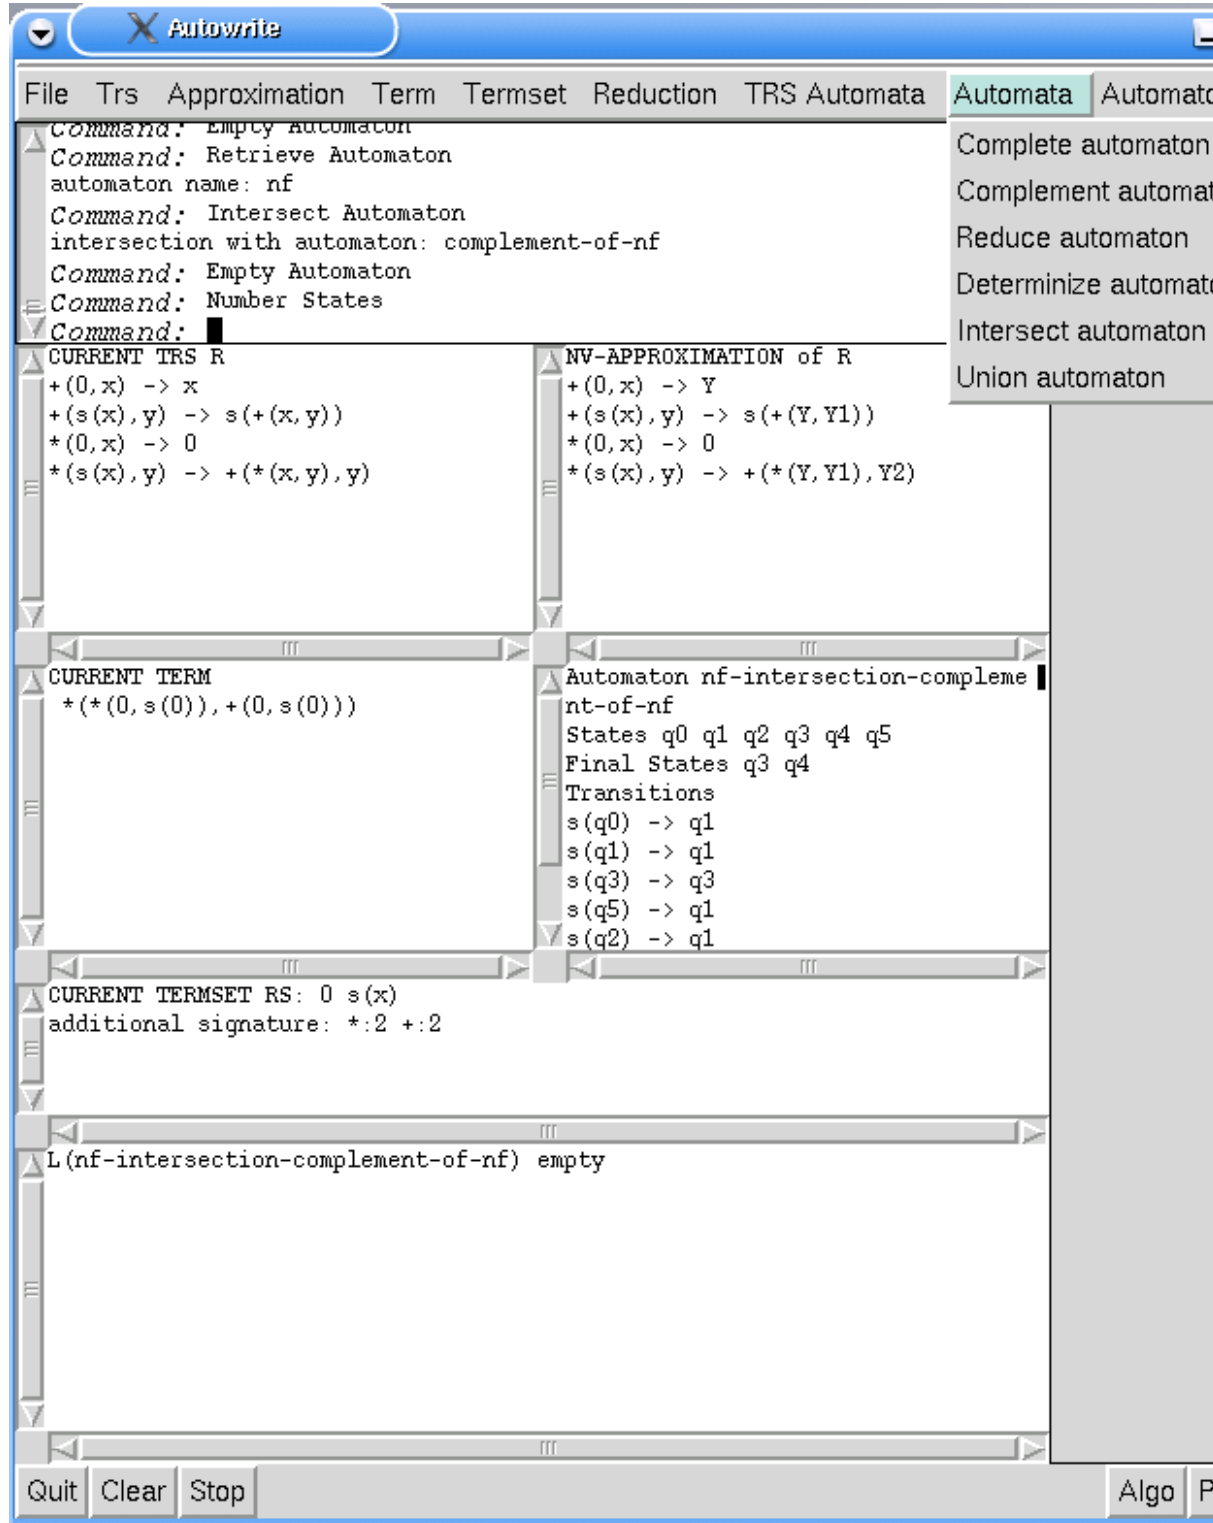 Autowrite
File Trs Approximation Term Termset Reduction TRS Automata Automata
Command: Empty Automaton
Command: Retrieve Automaton
automaton name: nf
Command: Intersect Automaton
intersection with automaton: complement-of-nf
Command: Empty Automaton
Command: Number States
Command:
Complete automaton
Complement
Reduce automaton
Determinize
Intersect automaton
Union automaton
CURRENT TRS R
+(0,x) -> x
+(s(x),y) -> s(+(x,y))
*(0,x) -> 0
*(s(x),y) -> +(*(x,y),y)
NV-APPROXIMATION of R
+(0,x) -> Y
+(s(x),y) -> s(+(Y,Y1))
*(0,x) -> 0
*(s(x),y) -> +(*(Y,Y1),Y2)
CURRENT TERM
*(*(0,s(0)),+(0,s(0)))
Automaton nf-intersection-compleme
nt-of-nf
States q0 q1 q2 q3 q4 q5
Final States q3 q4
Transitions
s(q0) -> q1
s(q1) -> q1
s(q3) -> q3
s(q5) -> q1
s(q2) -> q1
CURRENT TERMSET RS: 0 s(x)
additional signature: *:2 +:2
L(nf-intersection-complement-of-nf) empty
Quit Clear Stop
Algo